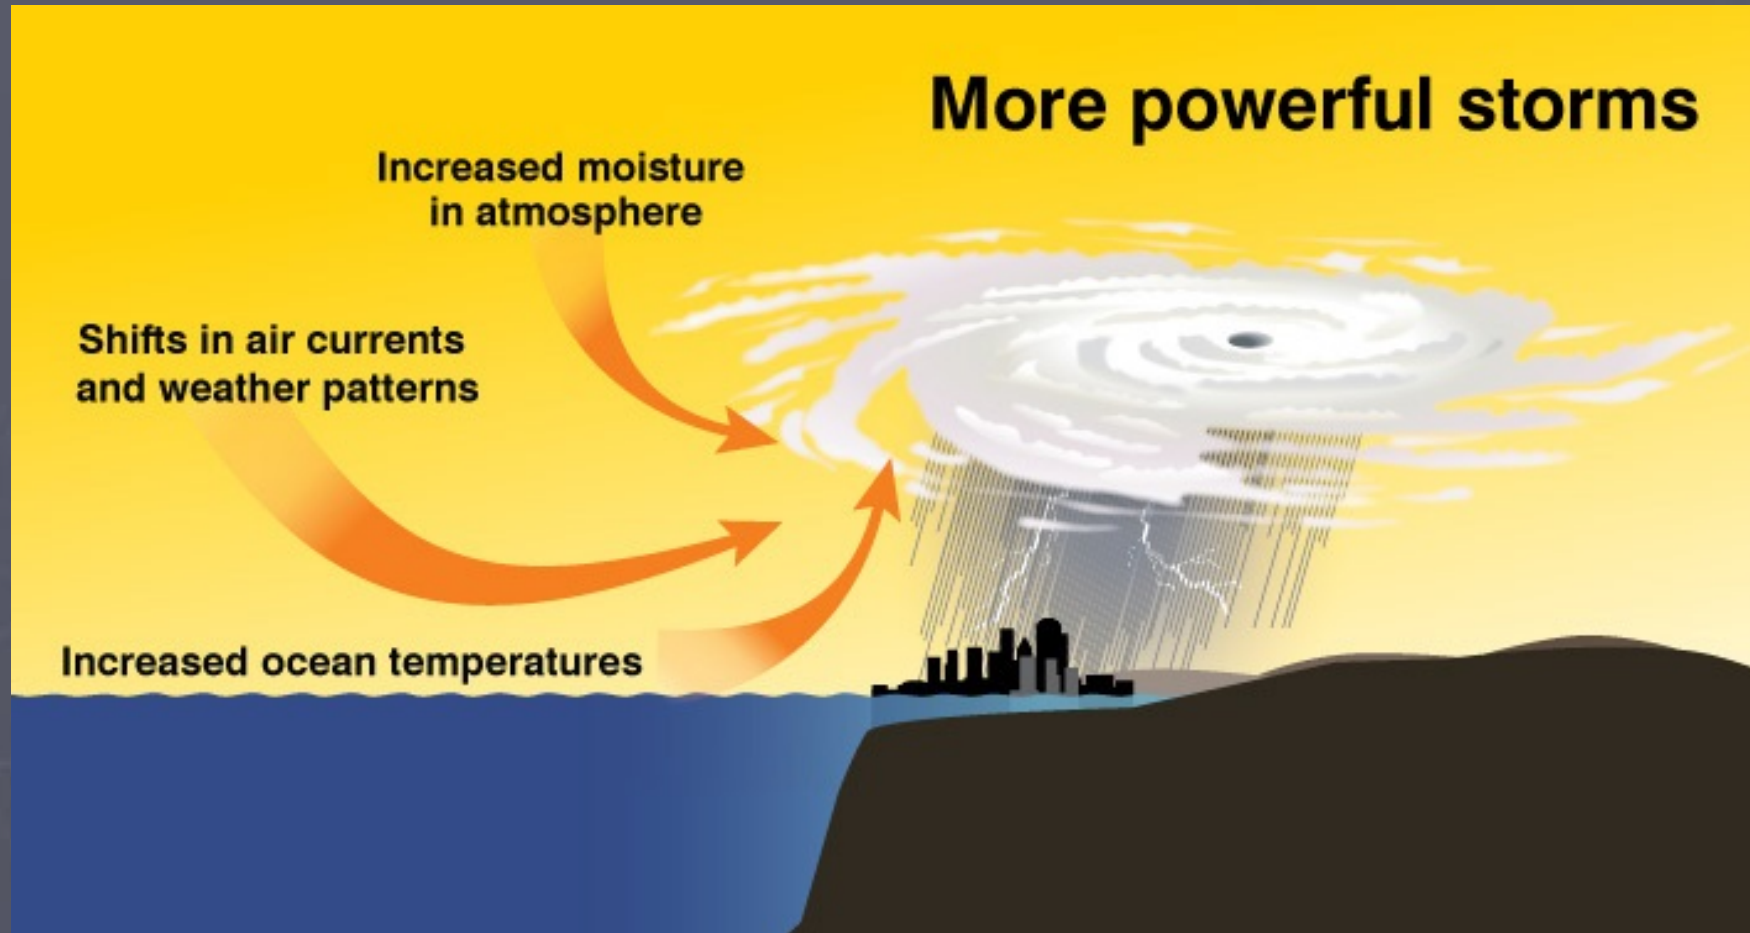 More powerful storms
Increased moisture
in atmosphere
Shifts in air currents
and weather patterns
Increased ocean temperatures